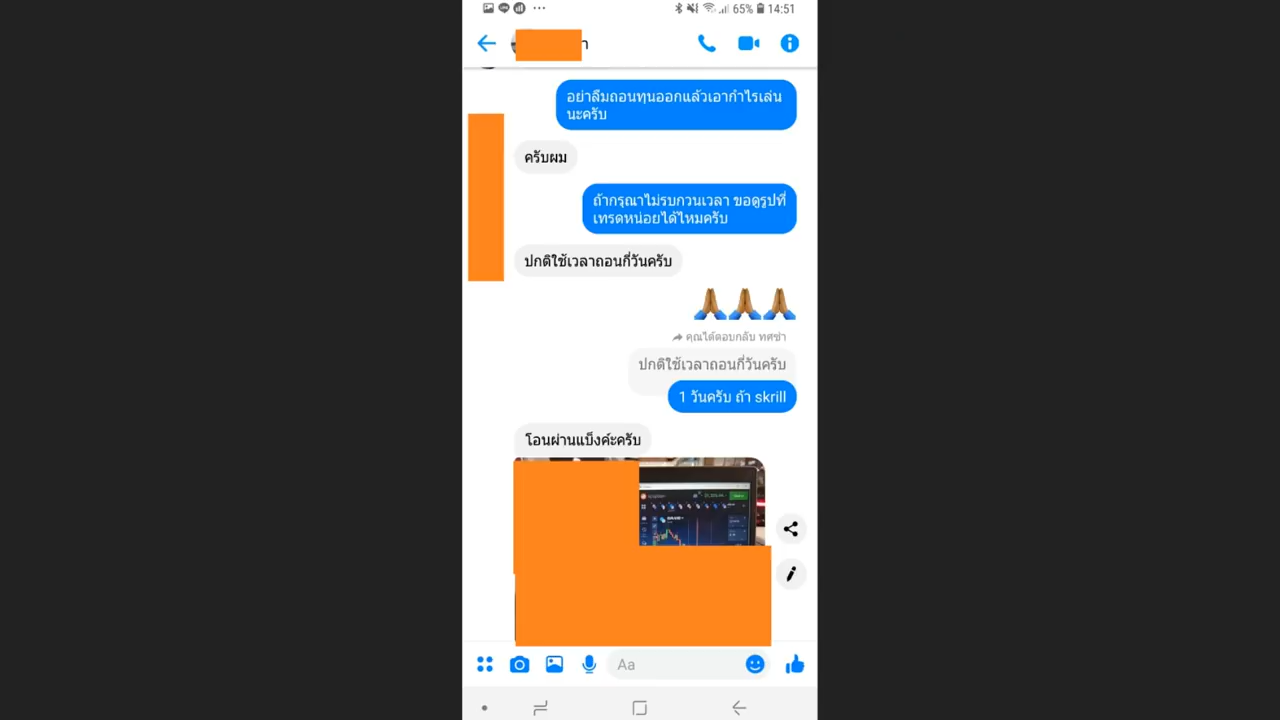 65% 14:51
อย่าลืมถอนทุนออกแล้วเอากำไรเล่น
นะครับ
ครับผม
ถ้ากรุณาไม่รบกวนเวลา ขอดูรูปที่
เทรดหน่อยได้ไหมครับ
ปกติใช้เวลาถอนกี่วันครับ
คุณได้ตอบกลับ ทศซ่า
ปกติใช้เวลาถอนกี่วันครับ
1 วันครับ ถ้า skrill
โอนผ่านแบ็งค์ะครับ
Aa